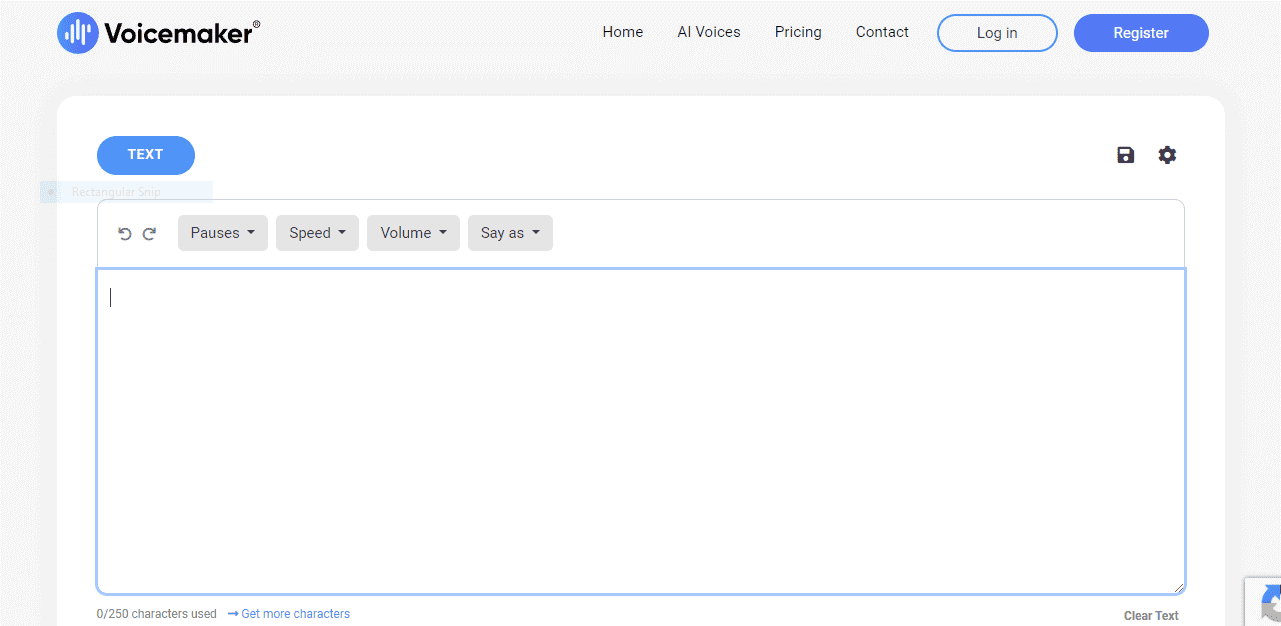 Voicemaker® Home AI Voices Pricing Contact Log in Register
TEXT
Rectangular Snip
Pauses Speed Volume Say as
0/250 characters used → Get more characters Clear Text